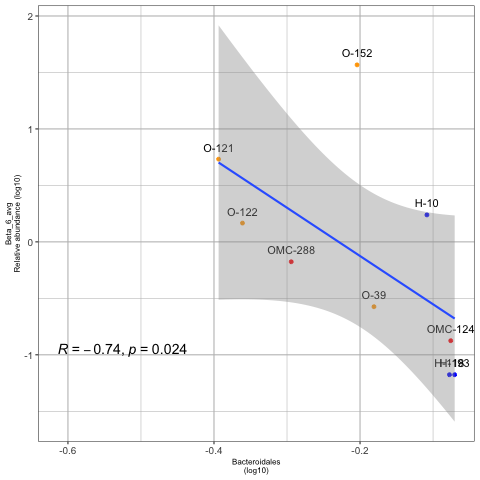 2
O-152
1
O-121
H-10
O-122
0
OMC-288
O-39
OMC-124
R = −0.74, p = 0.024
-1
-0.6
-0.4
-0.2
Bacteroidales
(log10)
Beta_6_avg
Relative abundance (log10)